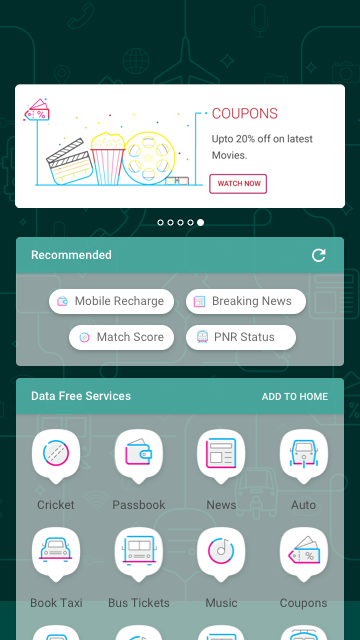 COUPONS
Upto 20% off on latest
Movies.
WATCH NOW
Recommended
Mobile Recharge
Breaking News
Match Score
PNR Status
Data Free Services
ADD TO HOME
Cricket
Passbook
News
Auto
Book Taxi
Bus Tickets
Music
Coupons